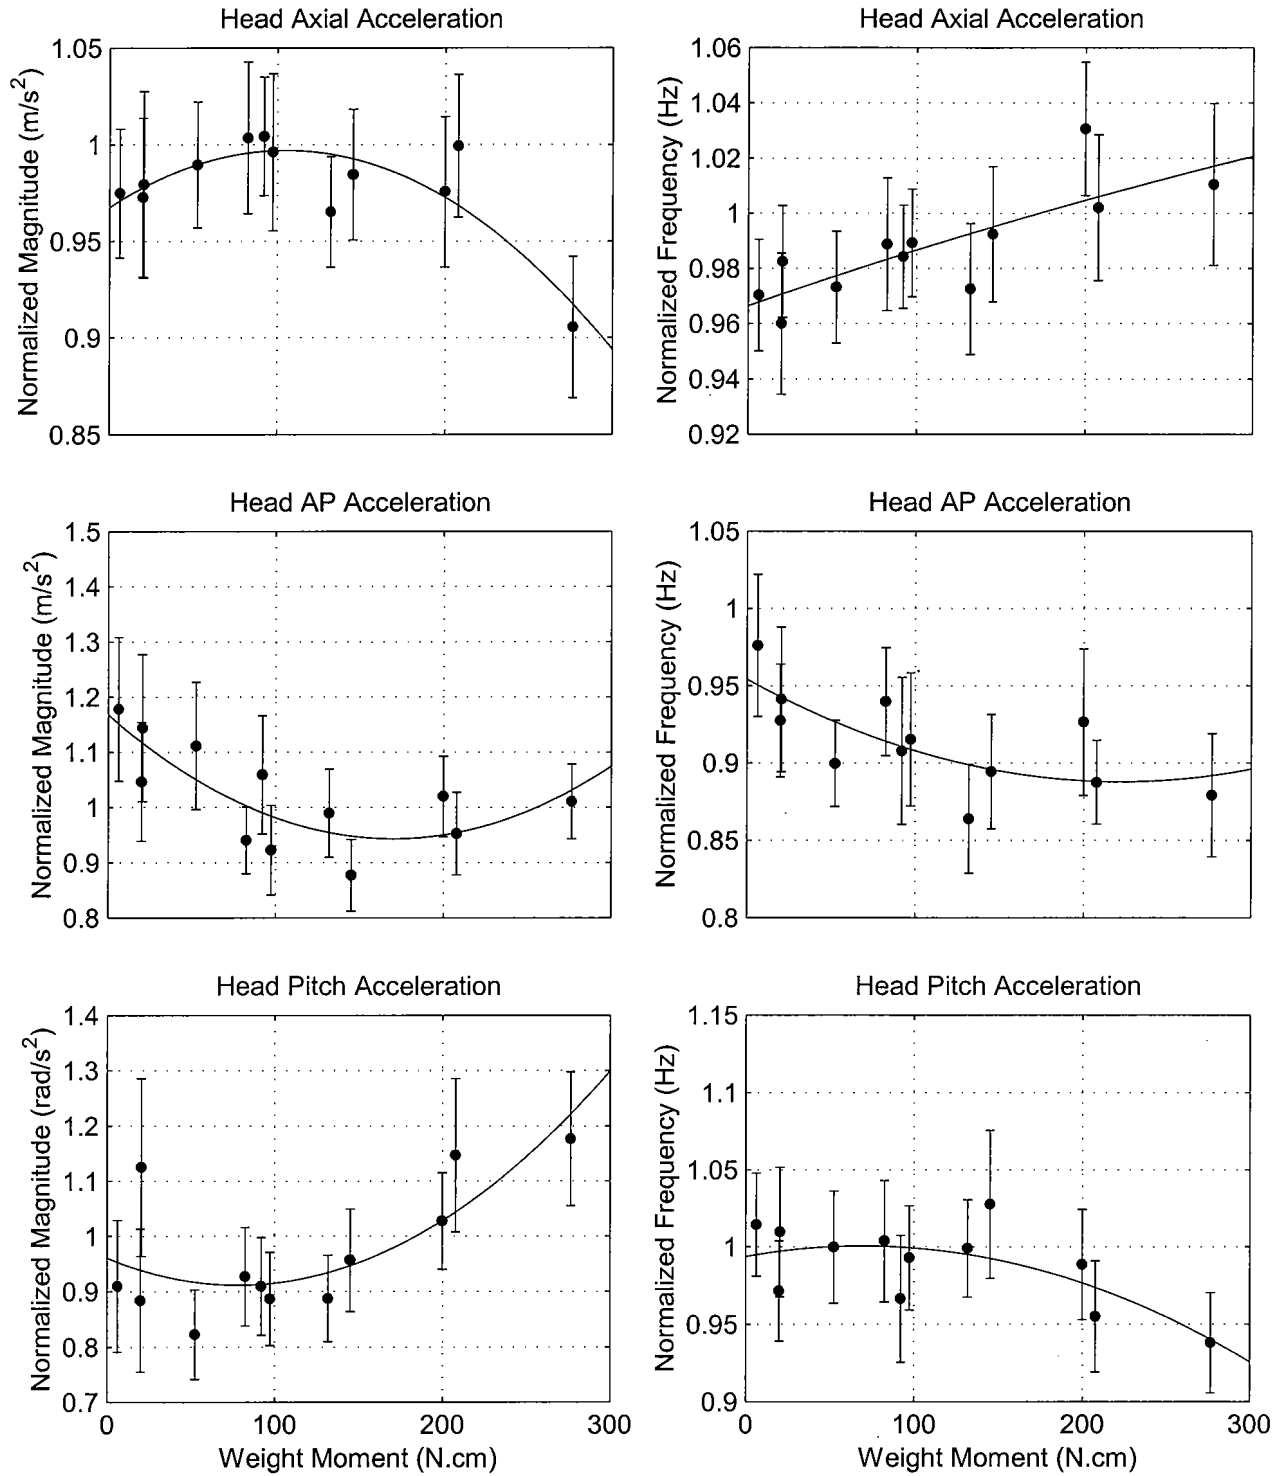 Head Axial Acceleration
Normalized Magnitude (m/s²)
1.05
1
0.95
0.9
0.85
Head Axial Acceleration
Normalized Frequency (Hz)
1.06
1.04
1.02
1
0.98
0.96
0.94
0.92
Head AP Acceleration
Normalized Magnitude (m/s²)
1.5
1.4
1.3
1.2
1.1
1
0.9
0.8
Head AP Acceleration
Normalized Frequency (Hz)
1.05
1
0.95
0.9
0.85
0.8
Head Pitch Acceleration
Normalized Magnitude (rad/s²)
1.4
1.3
1.2
1.1
1
0.9
0.8
0.7
0 100 200 300
Weight Moment (N.cm)
Head Pitch Acceleration
Normalized Frequency (Hz)
1.15
1.1
1.05
1
0.95
0.9
0 100 200 300
Weight Moment (N.cm)